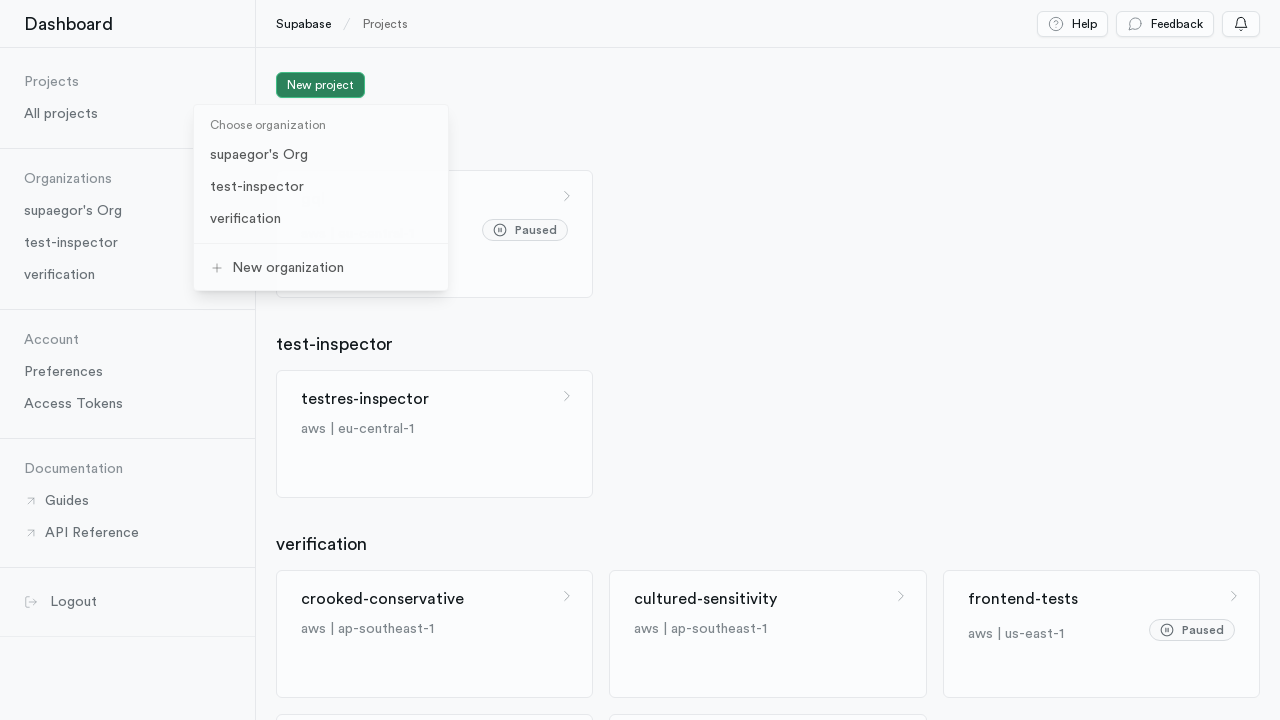 Dashboard
Supabase / Projects
Help
Feedback
Projects
All projects
Organizations
supaegor's Org
test-inspector
verification
Account
Preferences
Access Tokens
Documentation
Guides
API Reference
Logout
New project
Choose organization
supaegor's Org
test-inspector
verification
New organization
Paused
test-inspector
testres-inspector
aws | eu-central-1
verification
crooked-conservative
aws | ap-southeast-1
cultured-sensitivity
aws | ap-southeast-1
frontend-tests
aws | us-east-1
Paused